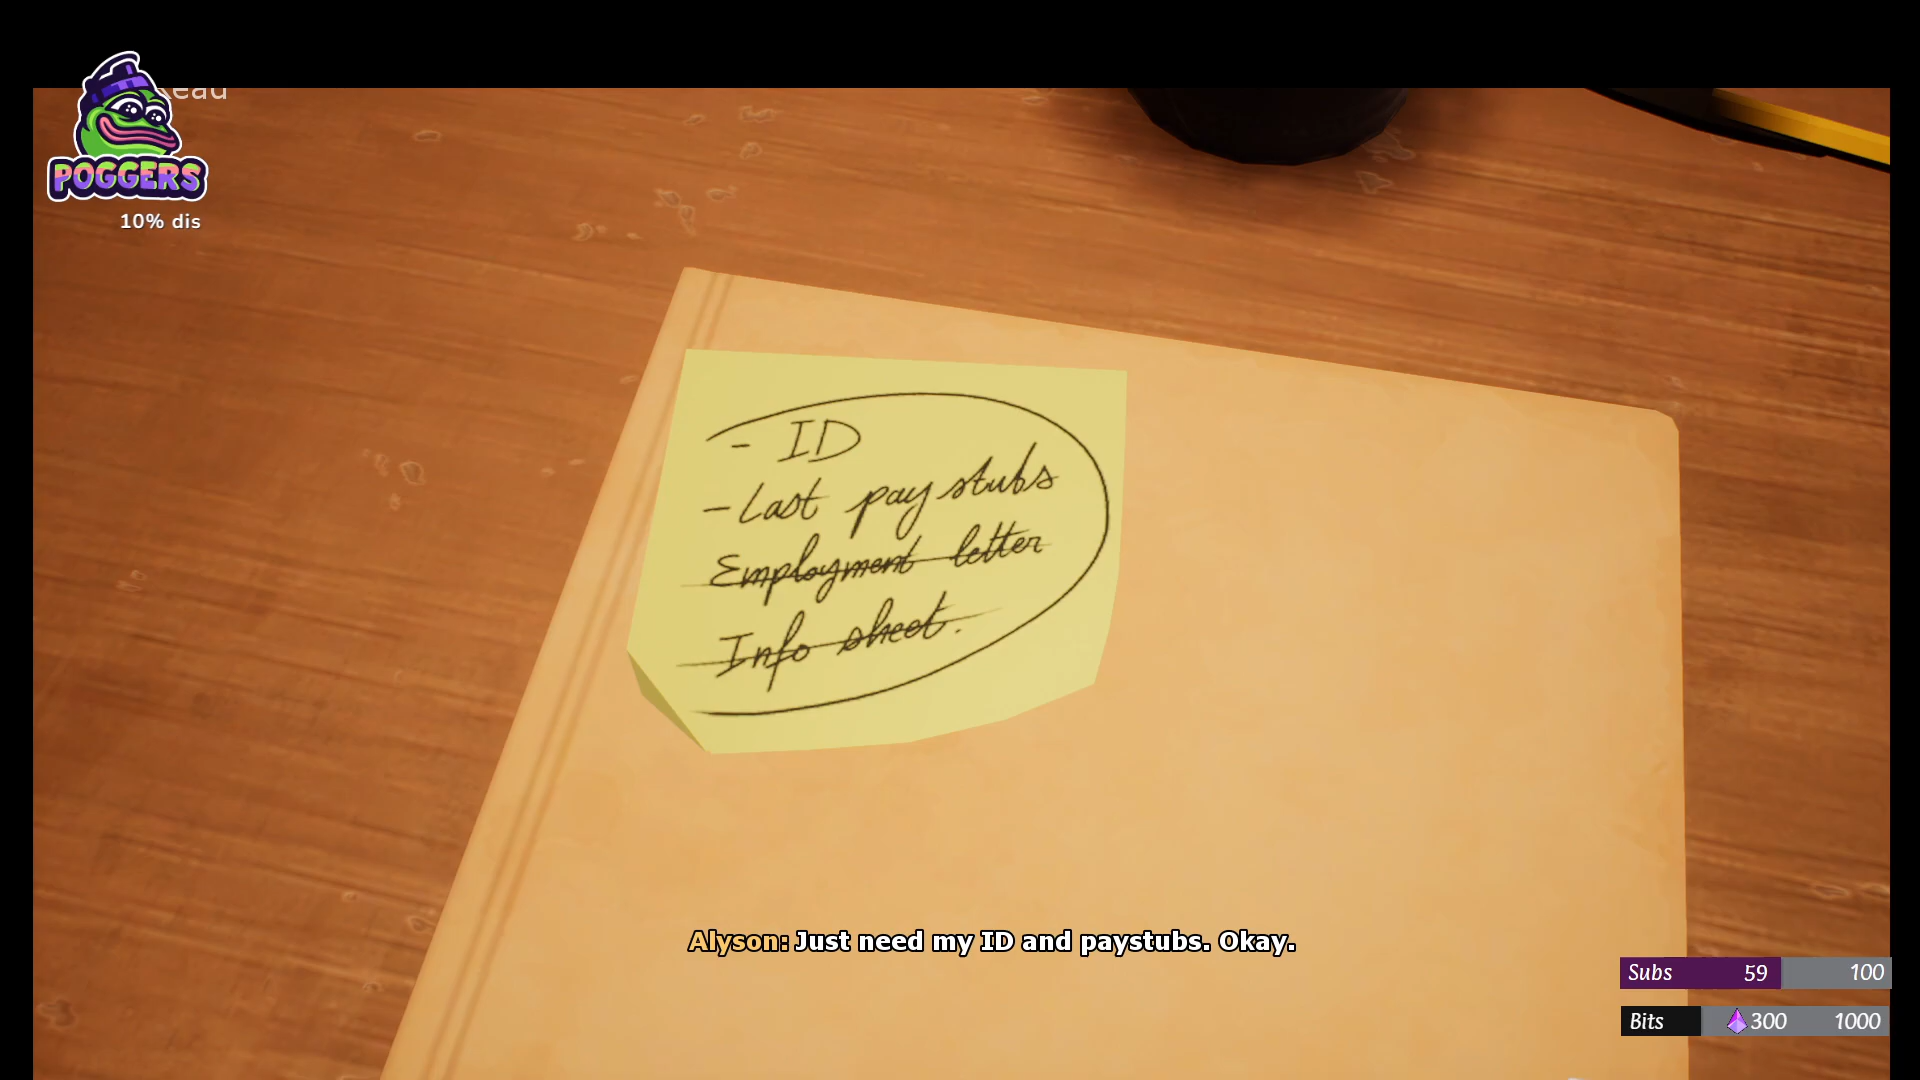 POGGERS
10% dis
- ID
- Last pay stubs
Employment letter
Info sheet.
Alyson: Just need my ID and paystubs. Okay.
Subs 59 100
Bits 300 1000